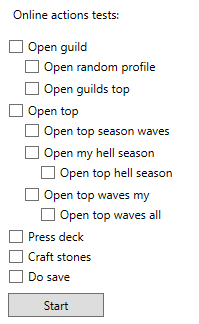 Online actions tests:
Open guild
Open random profile
Open guilds top
Open top
Open top season waves
Open my hell season
Open top hell season
Open top waves my
Open top waves all
Press deck
Craft stones
Do save
Start